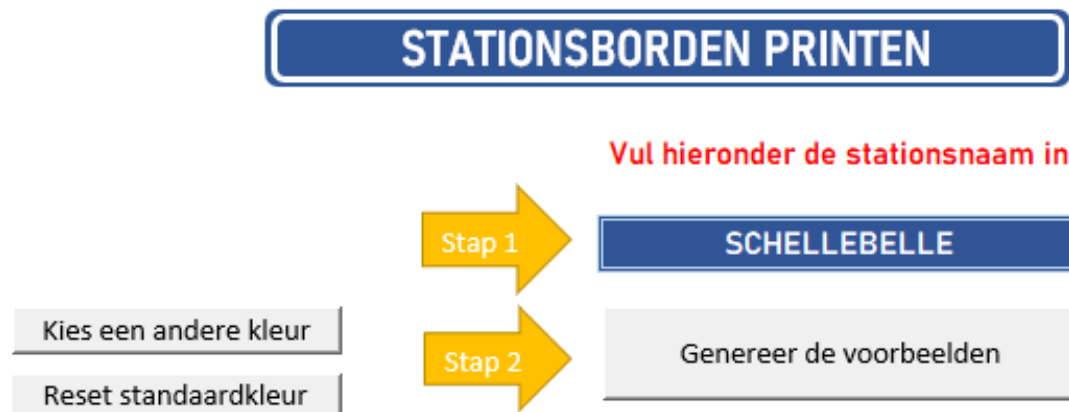 STATIONSBORDEN PRINTEN
Vul hieronder de stationsnaam in
Stap 1
SCHELLEBELLE
Kies een andere kleur
Stap 2
Genereer de voorbeelden
Reset standaardkleur